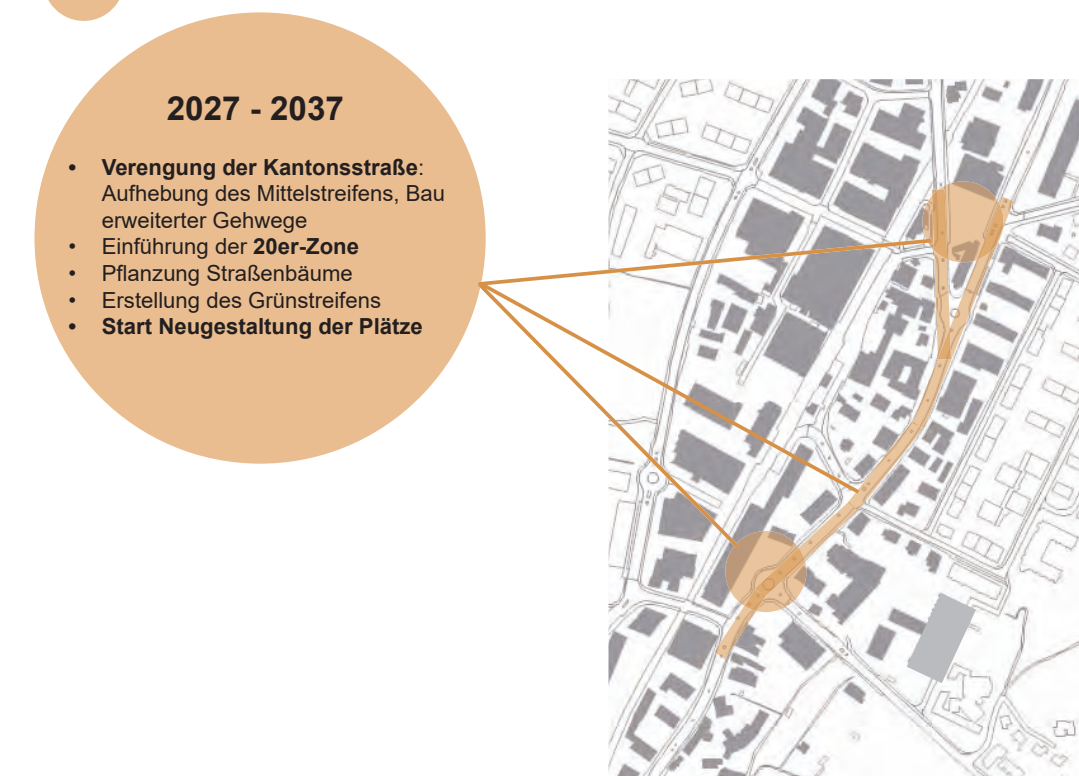 2027 - 2037
• Verengung der Kantonsstraße:
Aufhebung des Mittelstreifens, Bau
erweiterter Gehwege
• Einführung der 20er-Zone
• Pflanzung Straßenbäume
• Erstellung des Grünstreifens
• Start Neugestaltung der Plätze